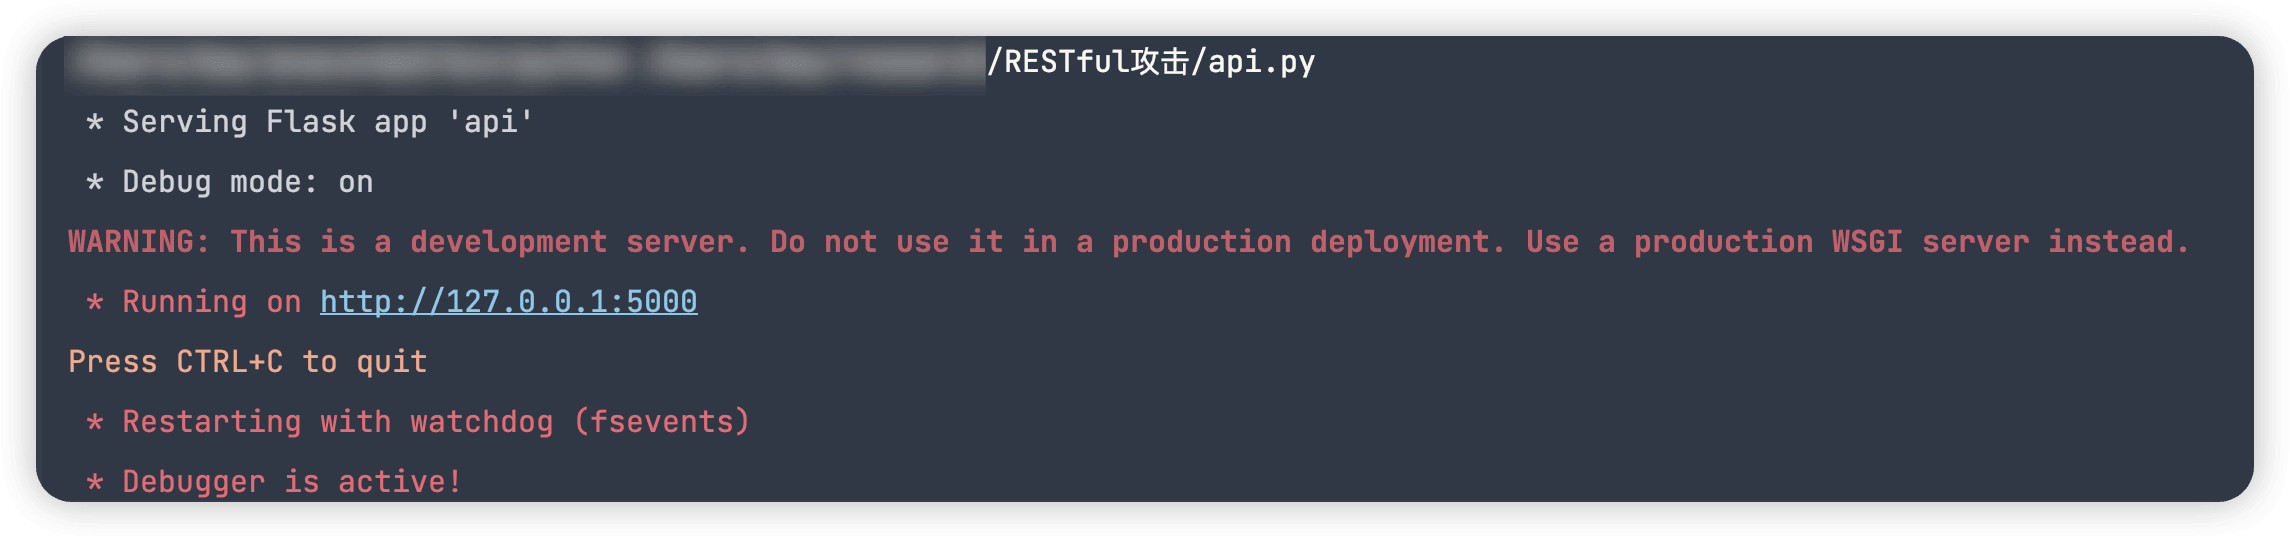 /RESTful攻击/api.py
* Serving Flask app 'api'
* Debug mode: on
WARNING: This is a development server. Do not use it in a production deployment. Use a production WSGI server instead.
* Running on http://127.0.0.1:5000
Press CTRL+C to quit
* Restarting with watchdog (fsevents)
* Debugger is active!